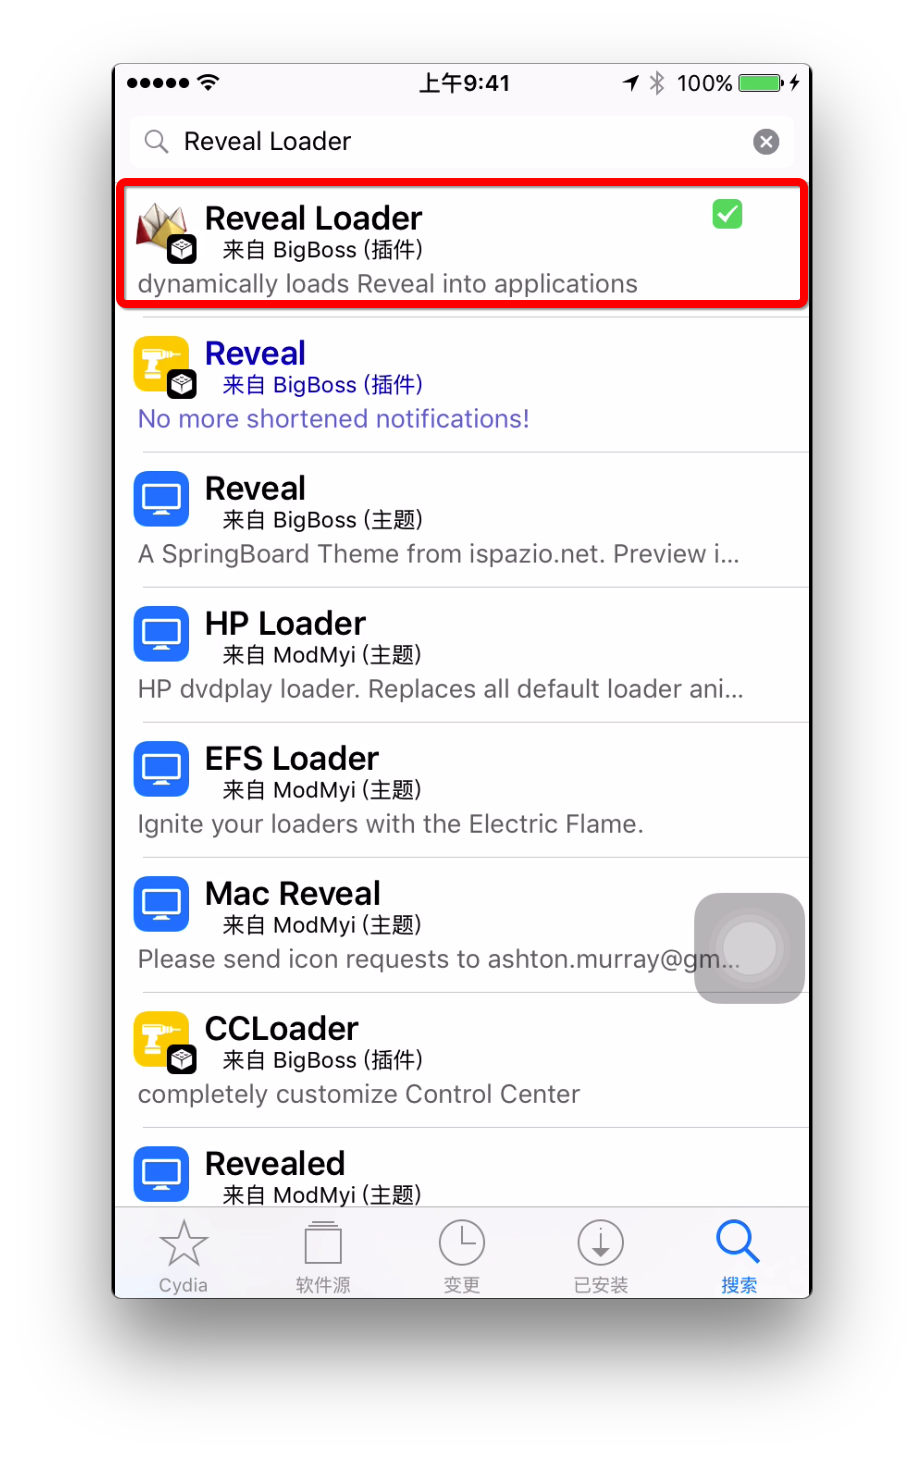 上午9:41
100%
Reveal Loader
Reveal Loader
来自 BigBoss (插件)
dynamically loads Reveal into applications
Reveal
来自 BigBoss (插件)
No more shortened notifications!
Reveal
来自 BigBoss (主题)
A SpringBoard Theme from ispazio.net. Preview i...
HP Loader
来自 ModMyi (主题)
HP dvdplay loader. Replaces all default loader ani...
EFS Loader
来自 ModMyi (主题)
Ignite your loaders with the Electric Flame.
Mac Reveal
来自 ModMyi (主题)
Please send icon requests to ashton.murray@gm...
CCLoader
来自 BigBoss (插件)
completely customize Control Center
Revealed
来自 ModMyi (主题)
Cydia
软件源
变更
已安装
搜索